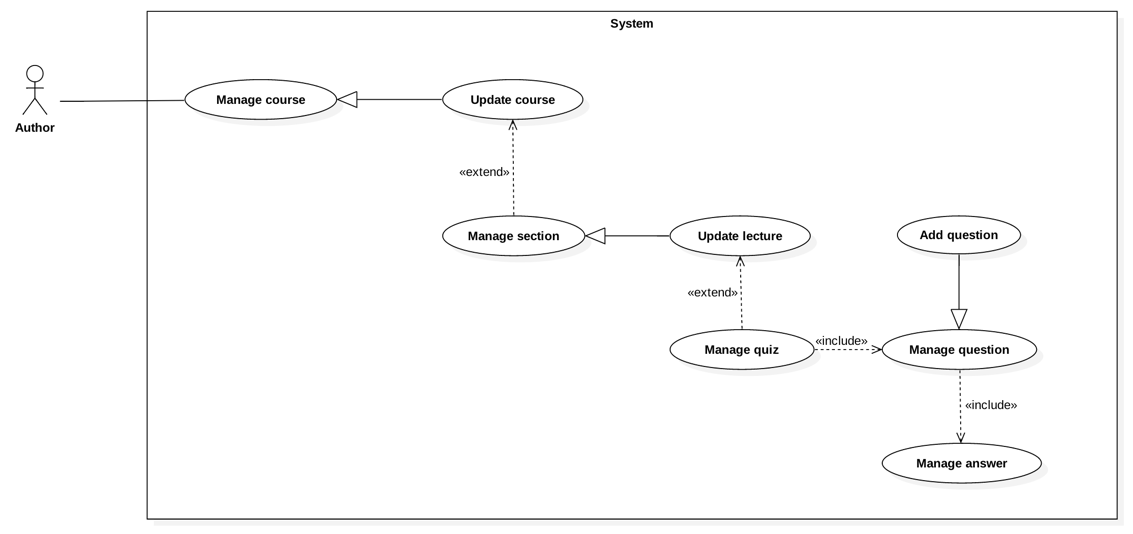 System
Author
Manage course
Update course
«extend»
Manage section
Update lecture
Add question
«extend»
Manage quiz
«include»
Manage question
«include»
Manage answer